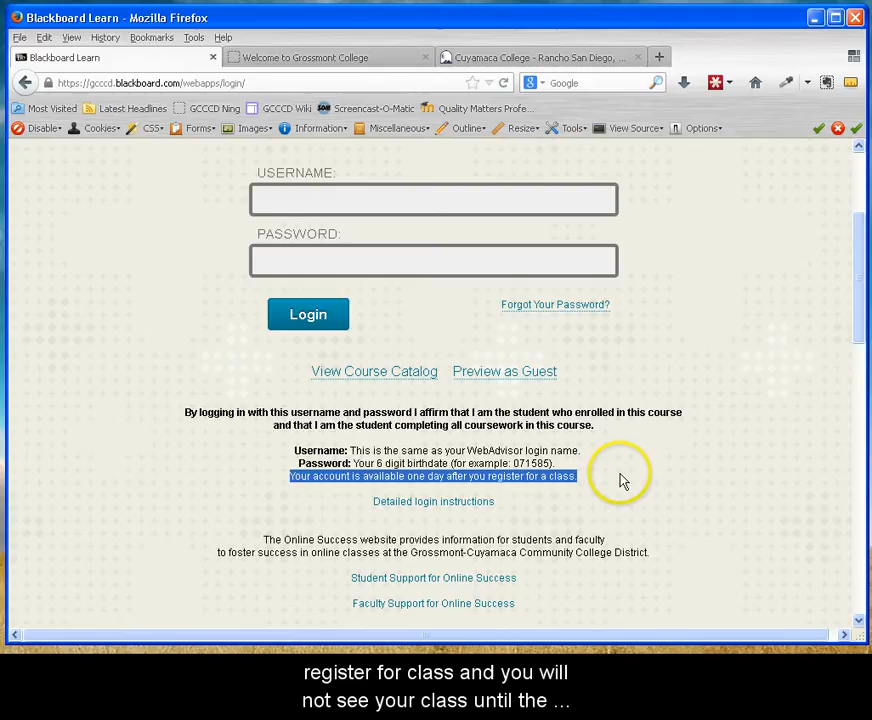 Blackboard Learn - Mozilla Firefox
File Edit View History Bookmarks Tools Help
Blackboard Learn Welcome to Grossmont College Cuyamaca College - Rancho San Diego, ...
https://gcccd.blackboard.com/webapps/login/ Google
Most Visited Latest Headlines GCCCD Ning GCCCD Wiki Screencast-O-Matic Quality Matters Profe...
Disable Cookies CSS Forms Images Information Miscellaneous Outline Resize Tools View Source Options
USERNAME:
PASSWORD:
Login Forgot Your Password?
View Course Catalog Preview as Guest
By logging in with this username and password I affirm that I am the student who enrolled in this course
and that I am the student completing all coursework in this course.
Username: This is the same as your WebAdvisor login name.
Password: Your 6 digit birthdate (for example: 071585).
Your account is available one day after you register for a class.
Detailed login instructions
The Online Success website provides information for students and faculty
to foster success in online classes at the Grossmont-Cuyamaca Community College District.
Student Support for Online Success
Faculty Support for Online Success
register for class and you will
not see your class until the ...